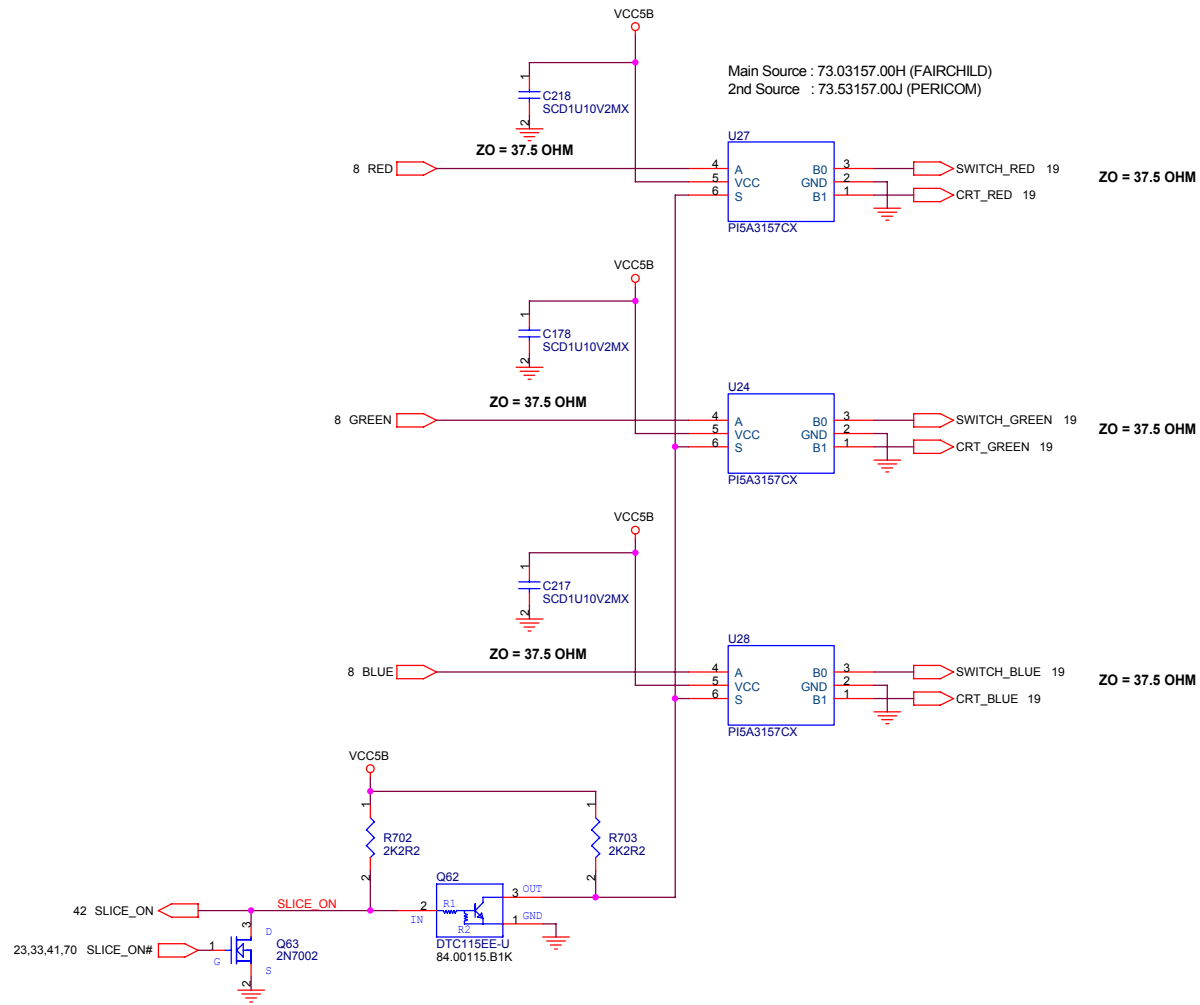 VCC5B
Main Source : 73.03157.00H (FAIRCHILD)
2nd Source : 73.53157.00J (PERICOM)
1
C218
SCD1U10V2MX
2
U27
ZO = 37.5 OHM
8 RED
4 A B0 3 SWITCH_RED 19
5 VCC GND 2
6 S B1 1 CRT_RED 19
ZO = 37.5 OHM
PI5A3157CX
VCC5B
1
C178
SCD1U10V2MX
2
U24
ZO = 37.5 OHM
8 GREEN
4 A B0 3 SWITCH_GREEN 19
5 VCC GND 2
6 S B1 1 CRT_GREEN 19
ZO = 37.5 OHM
PI5A3157CX
VCC5B
1
C217
SCD1U10V2MX
2
U28
ZO = 37.5 OHM
8 BLUE
4 A B0 3 SWITCH_BLUE 19
5 VCC GND 2
6 S B1 1 CRT_BLUE 19
ZO = 37.5 OHM
PI5A3157CX
VCC5B
1
R702
2K2R2
2
1
R703
2K2R2
2
Q62
42 SLICE_ON
SLICE_ON
2
IN
R1
R2
3 OUT
1 GND
DTC115EE-U
84.00115.B1K
23,33,41,70 SLICE_ON#
1
G
3
D
Q63
2N7002
S
2